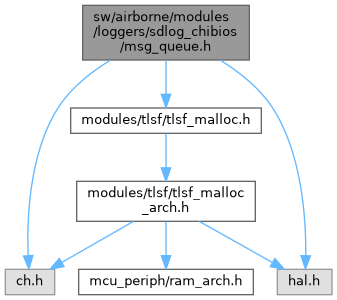 sw/airborne/modules
/loggers/sdlog_chibios
/msg_queue.h
modules/tlsf/tlsf_malloc.h
modules/tlsf/tlsf_malloc
_arch.h
ch.h
mcu_periph/ram_arch.h
hal.h